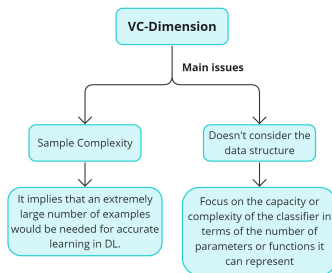 VC-Dimension
Main issues
Sample Complexity
Doesn't consider the
data structure
It implies that an extremely
large number of examples
would be needed for accurate
learning in DL.
Focus on the capacity or
complexity of the classifier in
terms of the number of
parameters or functions it
can represent